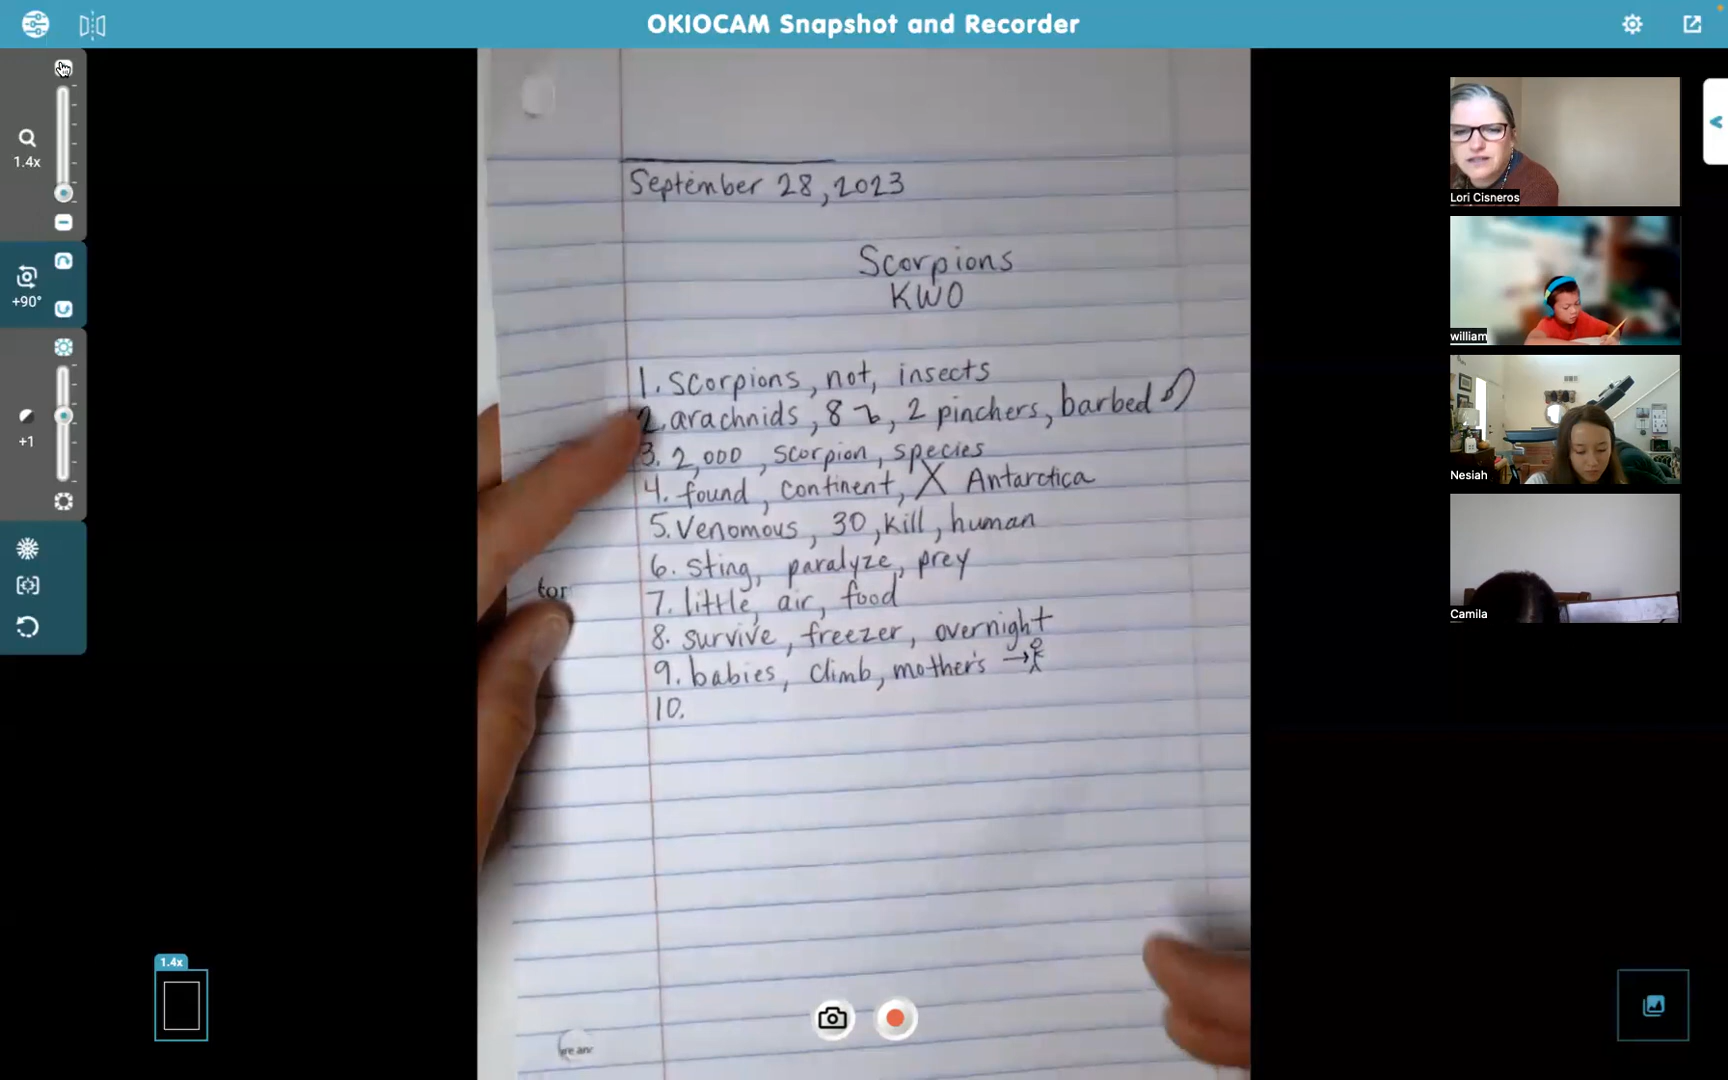 OKIOCAM Snapshot and Recorder
1.4x
+90°
+1
September 28, 2023
Scorpions
KWO
1. Scorpions, not, insects
2. arachnids, 8, 2 pinchers, barbed
3. 2,000, scorpion, species
4. found, continent, X Antarctica
5. Venomous, 30, kill, human
6. sting, paralyze, prey
7. little, air, food
8. survive, freezer, overnight
9. babies, climb, mother's →
10.
tor
1.4x
Lori Cisneros
william
Nesiah
Camila